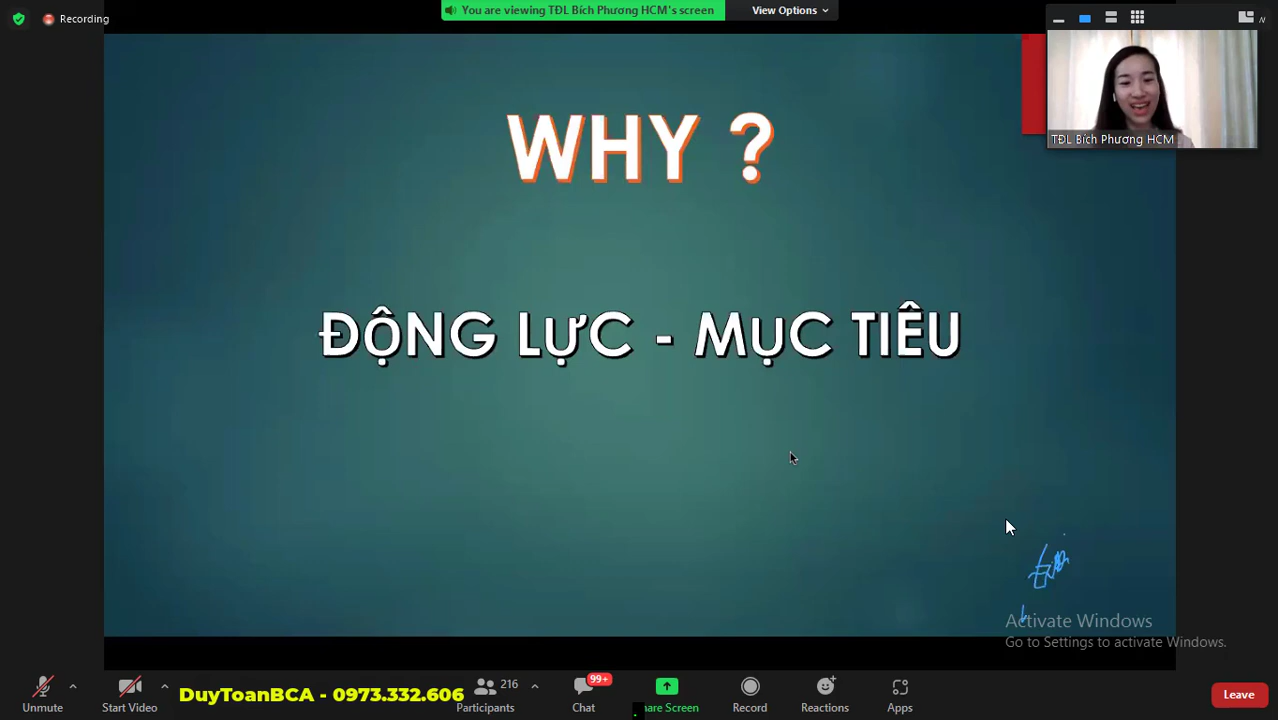 Recording
You are viewing TĐL Bích Phương HCM's screen
View Options
WHY ?
TĐL Bích Phương HCM
ĐỘNG LỰC - MỤC TIÊU
Activate Windows
Go to Settings to activate Windows.
Unmute
Start Video
DuyToanBCA - 0973.332.606
216
Participants
99+
Chat
hare Screen
Record
Reactions
Apps
Leave